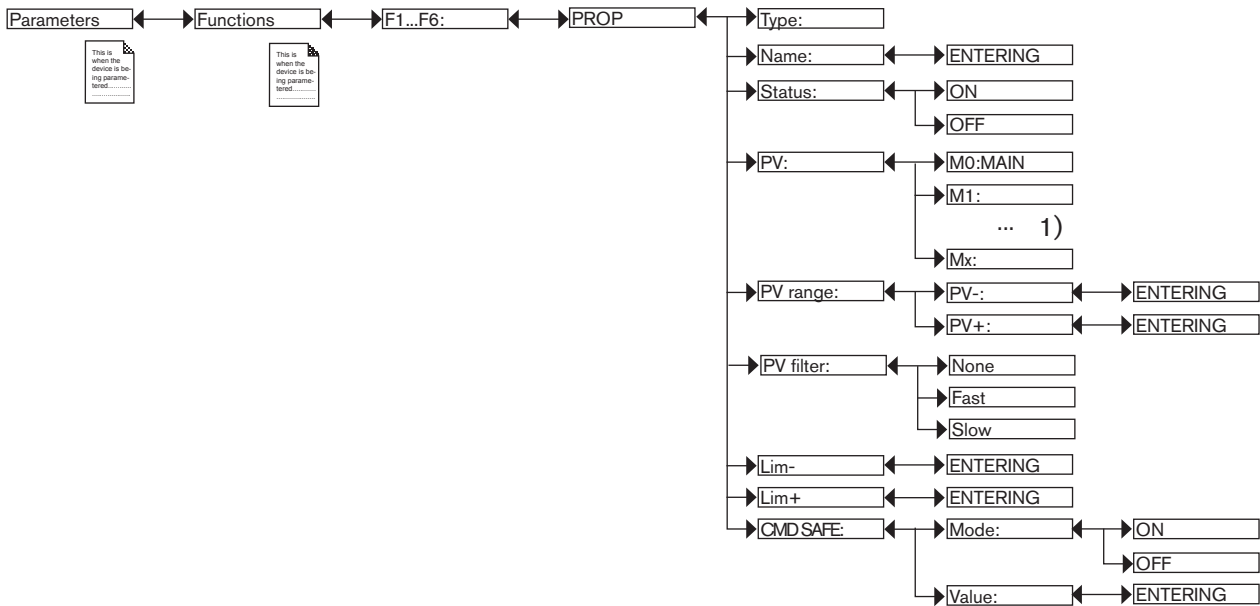 Parameters
Functions
F1...F6:
PROP
Type:
This is
when the
device is be-
ing parame-
tered...........
.....................
This is
when the
device is be-
ing parame-
tered...........
.....................
Name:
ENTERING
Status:
ON
OFF
PV:
M0:MAIN
M1:
... 1)
Mx:
PV range:
PV-:
ENTERING
PV+:
ENTERING
PV filter:
None
Fast
Slow
Lim-
ENTERING
Lim+
ENTERING
CMD SAFE:
Mode:
ON
OFF
Value:
ENTERING